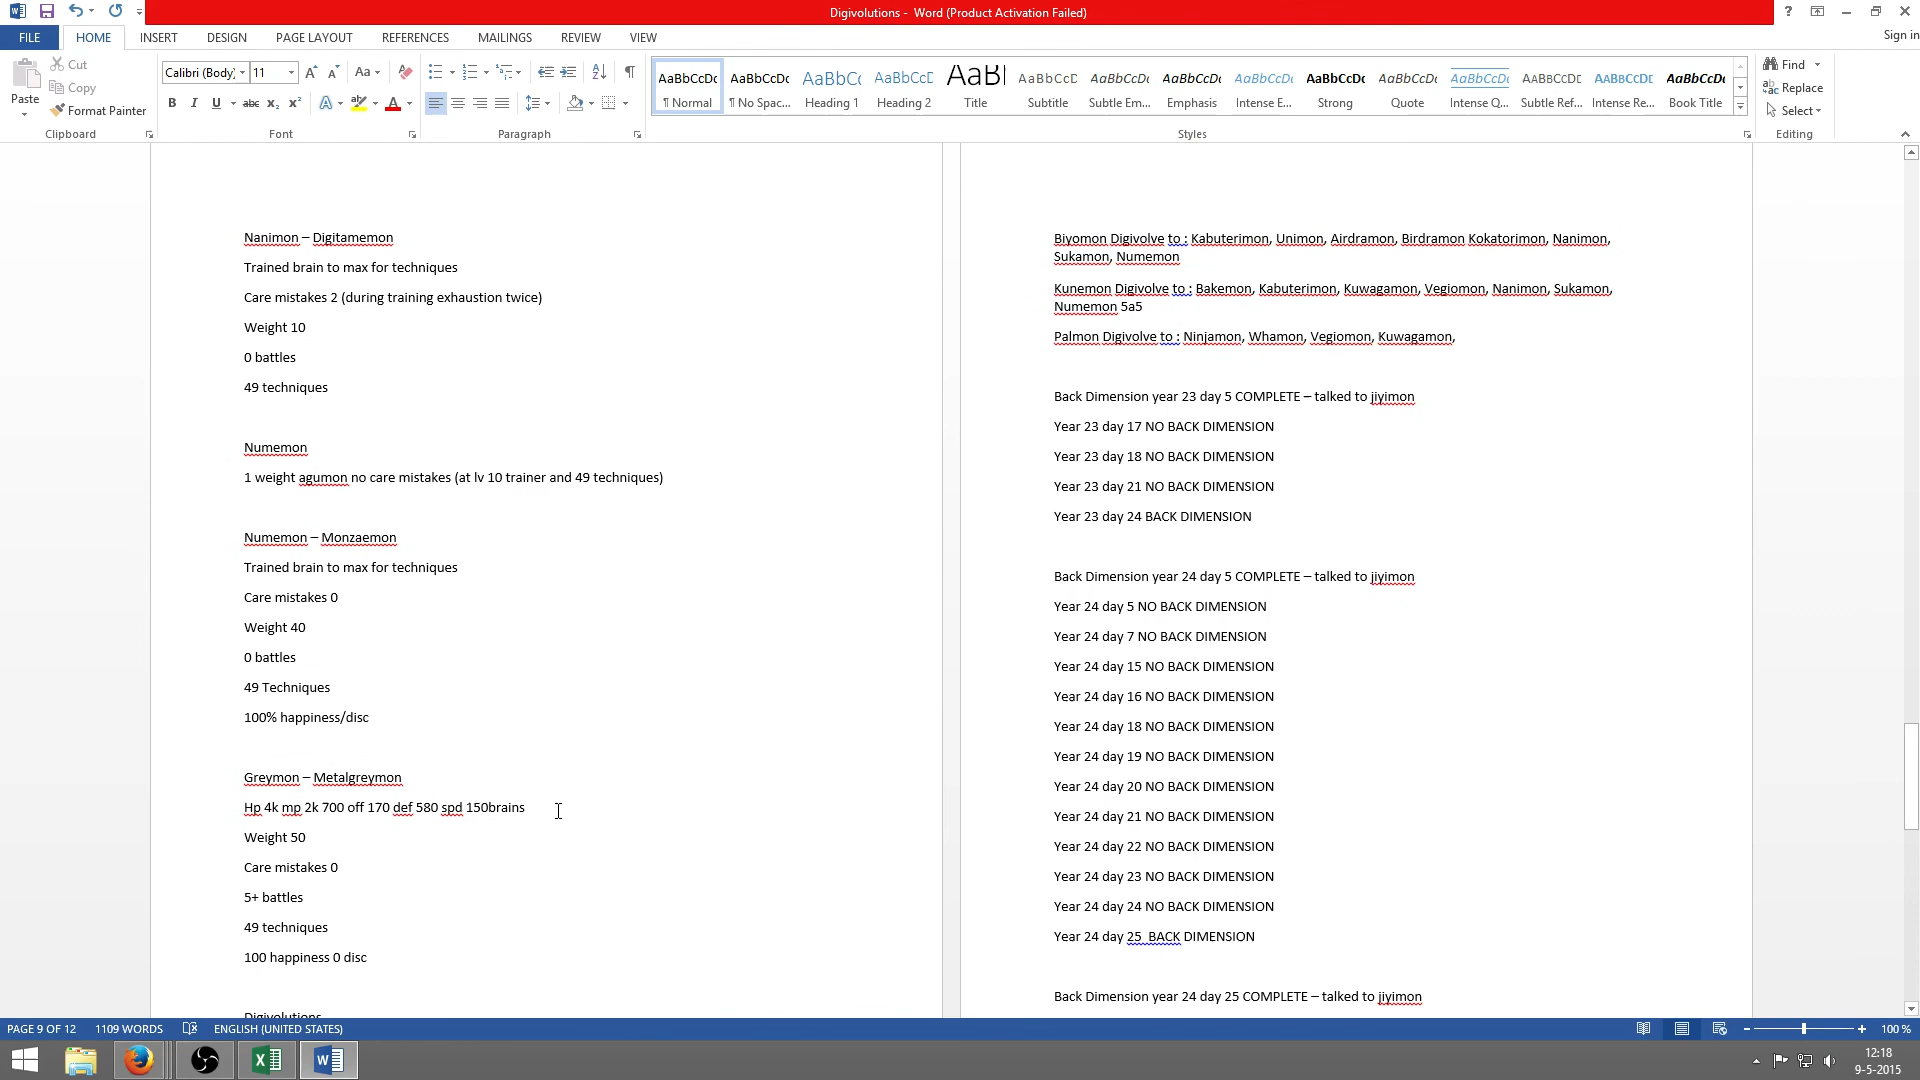 Digivolutions - Word (Product Activation Failed)
FILE HOME INSERT DESIGN PAGE LAYOUT REFERENCES MAILINGS REVIEW VIEW Sign in
Paste
Cut
Copy
Format Painter
Clipboard
Calibri (Body) 11
Font
Paragraph
AaBbCcDc AaBbCcDc AaBbCc AaBbCcD AaBl AaBbCcD AaBbCcDc AaBbCcDc AaBbCcDc AaBbCcDc AaBbCcDc AaBbCcDc AABBCCDE AABBCCDE AaBbCcDc
¶ Normal ¶ No Spac... Heading 1 Heading 2 Title Subtitle Subtle Em... Emphasis Intense E... Strong Quote Intense Q... Subtle Ref... Intense Re... Book Title
Styles
Find
Replace
Select
Editing
Nanimon – Digitamemon
Trained brain to max for techniques
Care mistakes 2 (during training exhaustion twice)
Weight 10
0 battles
49 techniques
Numemon
1 weight agumon no care mistakes (at lv 10 trainer and 49 techniques)
Numemon – Monzaemon
Trained brain to max for techniques
Care mistakes 0
Weight 40
0 battles
49 Techniques
100% happiness/disc
Greymon – Metalgreymon
Hp 4k mp 2k 700 off 170 def 580 spd 150brains
Weight 50
Care mistakes 0
5+ battles
49 techniques
100 happiness 0 disc
Digivolutions
Biyomon Digivolve to : Kabuterimon, Unimon, Airdramon, Birdramon Kokatorimon, Nanimon,
Sukamon, Numemon
Kunemon Digivolve to : Bakemon, Kabuterimon, Kuwagamon, Vegiomon, Nanimon, Sukamon,
Numemon 5a5
Palmon Digivolve to : Ninjamon, Whamon, Vegiomon, Kuwagamon,
Back Dimension year 23 day 5 COMPLETE – talked to jiyimon
Year 23 day 17 NO BACK DIMENSION
Year 23 day 18 NO BACK DIMENSION
Year 23 day 21 NO BACK DIMENSION
Year 23 day 24 BACK DIMENSION
Back Dimension year 24 day 5 COMPLETE – talked to jiyimon
Year 24 day 5 NO BACK DIMENSION
Year 24 day 7 NO BACK DIMENSION
Year 24 day 15 NO BACK DIMENSION
Year 24 day 16 NO BACK DIMENSION
Year 24 day 18 NO BACK DIMENSION
Year 24 day 19 NO BACK DIMENSION
Year 24 day 20 NO BACK DIMENSION
Year 24 day 21 NO BACK DIMENSION
Year 24 day 22 NO BACK DIMENSION
Year 24 day 23 NO BACK DIMENSION
Year 24 day 24 NO BACK DIMENSION
Year 24 day 25  BACK DIMENSION
Back Dimension year 24 day 25 COMPLETE – talked to jiyimon
PAGE 9 OF 12 1109 WORDS ENGLISH (UNITED STATES) 100 %
12:18
9-5-2015